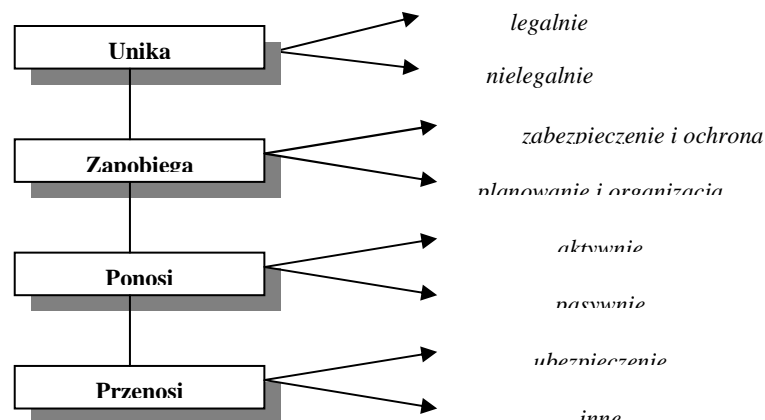 Unika
legalnie
nielegalnie
Zapobiega
zabezpieczenie i ochrona
planowanie i organizacja
Ponosi
aktywnie
pasywnie
Przenosi
ubezpieczenie
inne